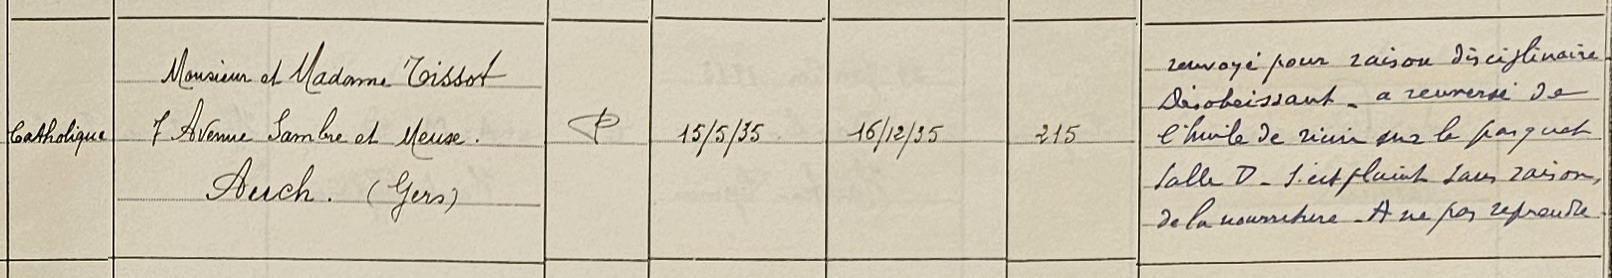 Catholique
Monsieur et Madame Tissot
7 Avenue Sambre et Meuse.
Auch. (Gers)
P
15/5/35
16/12/35
215
renvoyé pour raison disciplinaire.
Désobéissant - a renversé de
l'huile de ricin sur le parquet
Salle D - S'est plaint sans raison,
de la nourriture - A ne pas reprendre.